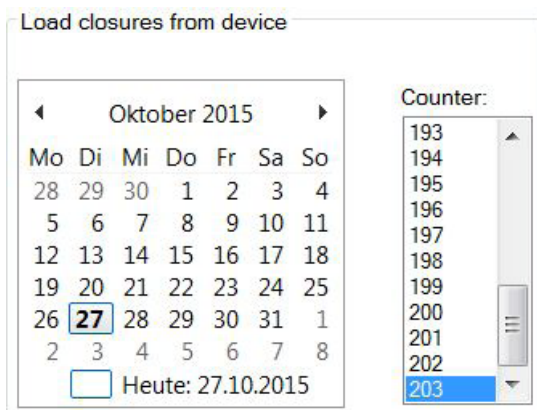 Load closures from device
Oktober 2015
Mo Di Mi Do Fr Sa So
28 29 30 1 2 3 4
5 6 7 8 9 10 11
12 13 14 15 16 17 18
19 20 21 22 23 24 25
26 27 28 29 30 31 1
2 3 4 5 6 7 8
Heute: 27.10.2015
Counter:
193
194
195
196
197
198
199
200
201
202
203